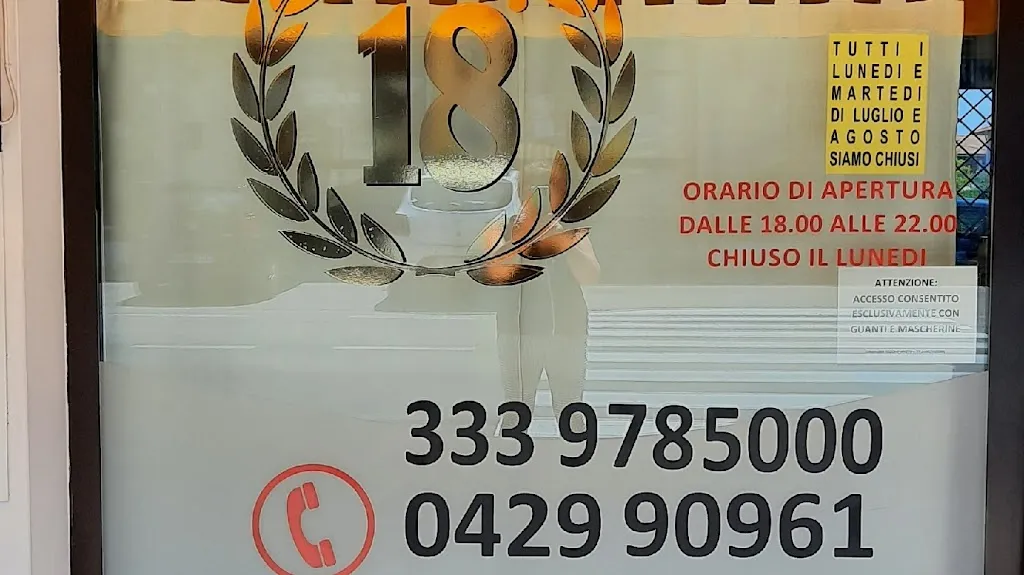 18
TUTTI I
LUNEDI E
MARTEDI
DI LUGLIO E
AGOSTO
SIAMO CHIUSI
ORARIO DI APERTURA
DALLE 18.00 ALLE 22.00
CHIUSO IL LUNEDI
ATTENZIONE:
ACCESSO CONSENTITO
ESCLUSIVAMENTE CON
GUANTI E MASCHERINE
333 9785000
0429 90961